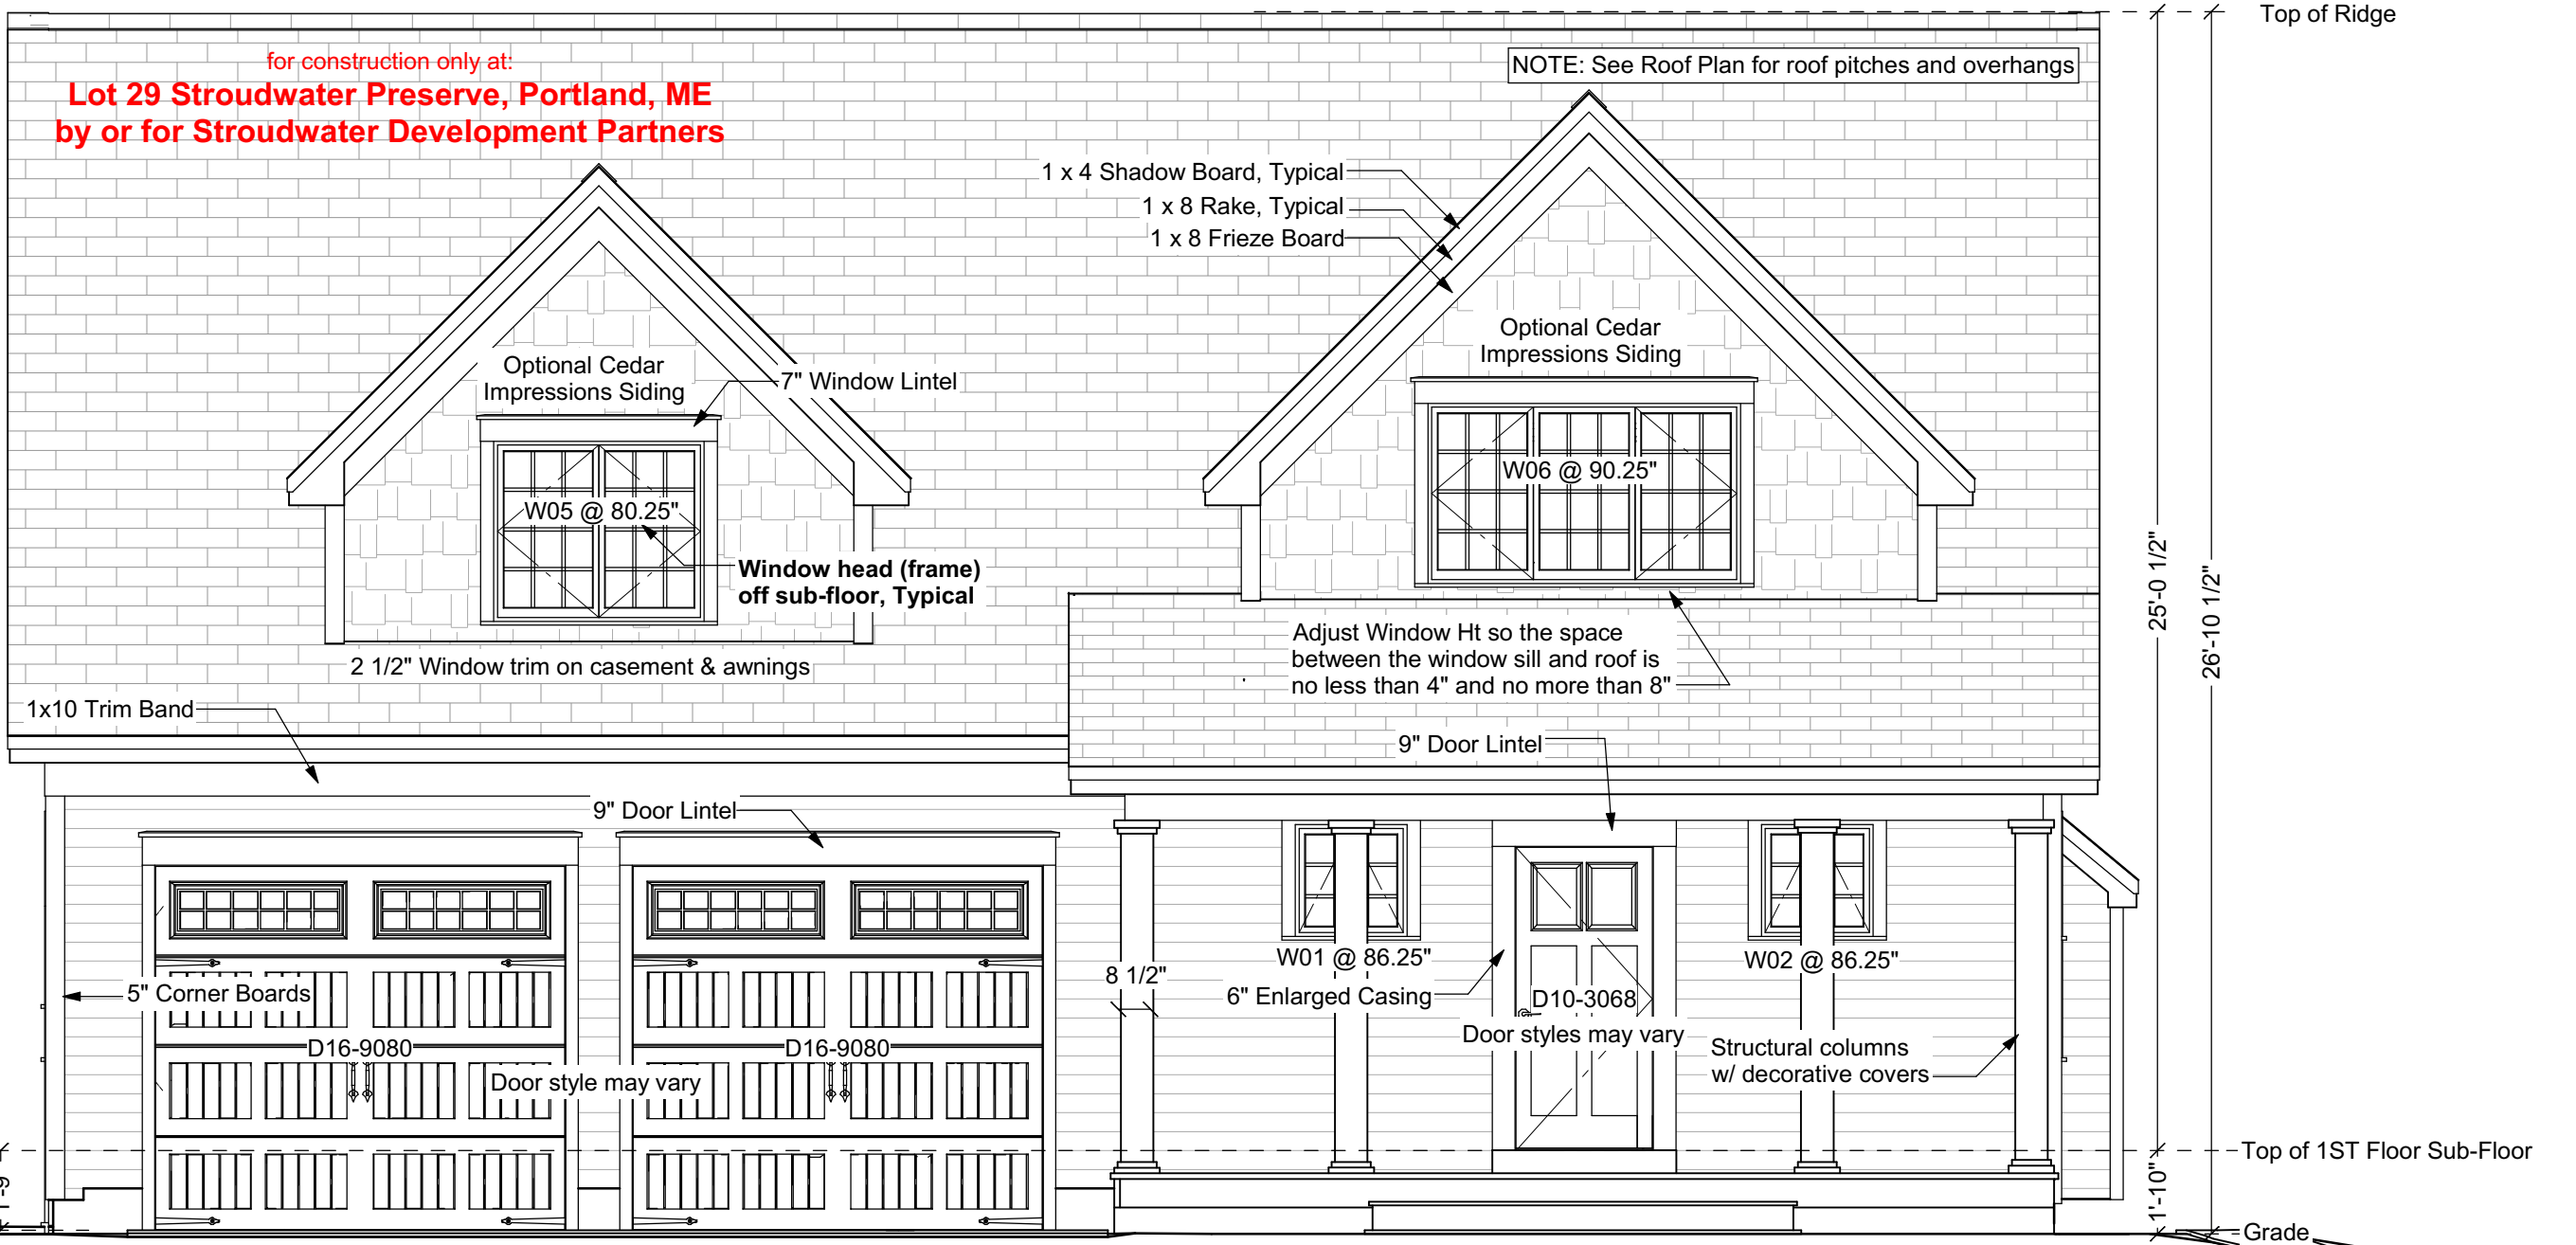 Top of Ridge
for construction only at:
Lot 29 Stroudwater Preserve, Portland, ME
by or for Stroudwater Development Partners
NOTE: See Roof Plan for roof pitches and overhangs
1 x 4 Shadow Board, Typical
1 x 8 Rake, Typical
1 x 8 Frieze Board
Optional Cedar
Impressions Siding
7" Window Lintel
Optional Cedar
Impressions Siding
W05 @ 80.25"
W06 @ 90.25"
Window head (frame)
off sub-floor, Typical
25'-0 1/2"
26'-10 1/2"
2 1/2" Window trim on casement & awnings
Adjust Window Ht so the space
between the window sill and roof is
no less than 4" and no more than 8"
1x10 Trim Band
9" Door Lintel
9" Door Lintel
W01 @ 86.25"
W02 @ 86.25"
8 1/2"
5" Corner Boards
6" Enlarged Casing
D10-3068
Door styles may vary
D16-9080
D16-9080
Door style may vary
Structural columns
w/ decorative covers
Top of 1ST Floor Sub-Floor
1'-10"
Grade